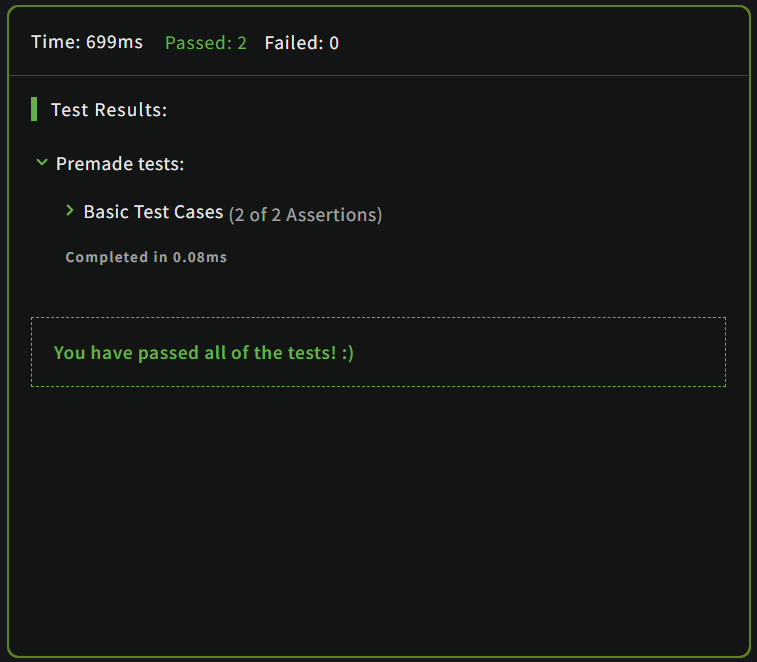 Time: 699ms Passed: 2 Failed: 0
Test Results:
Premade tests:
Basic Test Cases (2 of 2 Assertions)
Completed in 0.08ms
You have passed all of the tests! :)